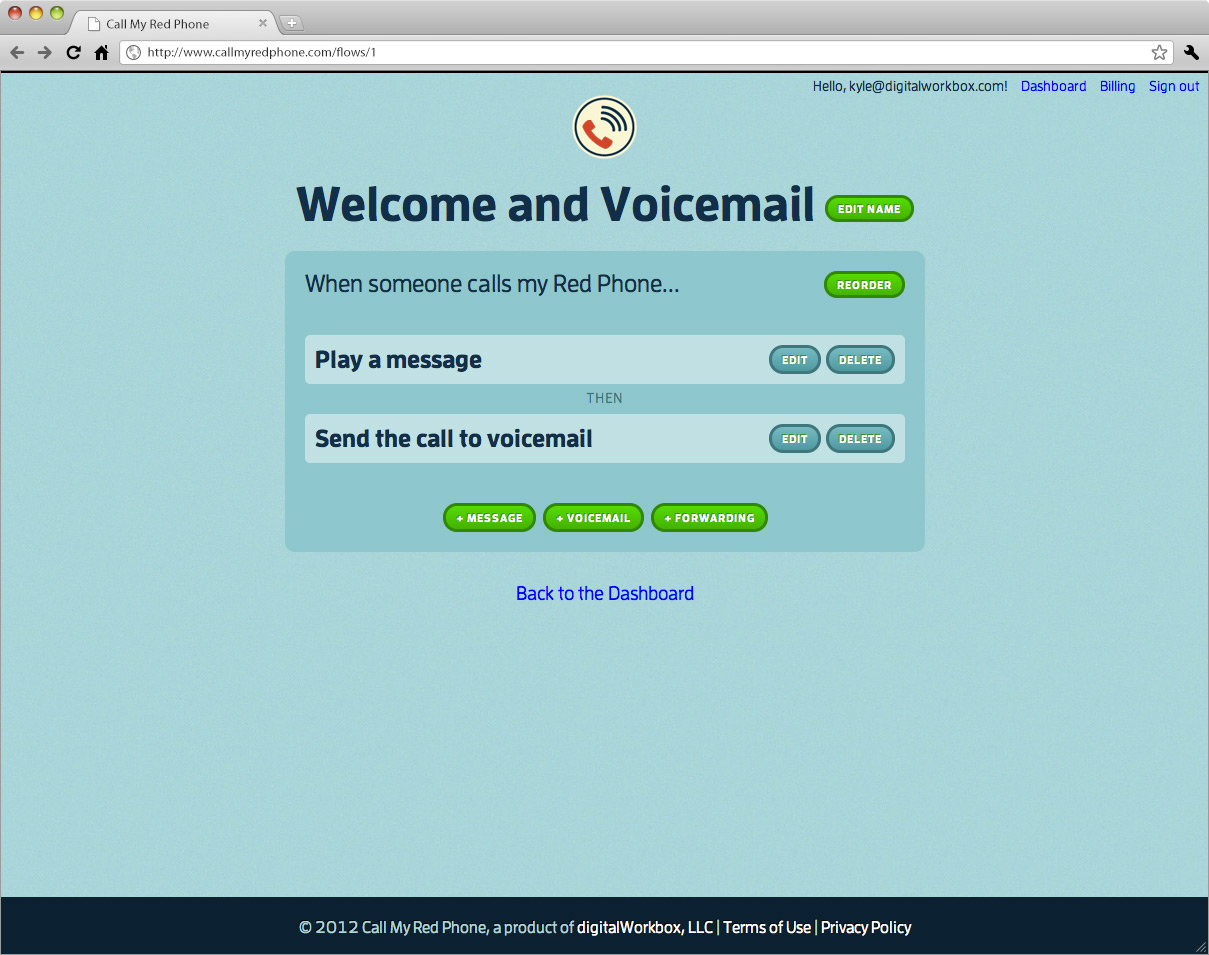 Call My Red Phone
http://www.callmyredphone.com/flows/1
Hello, kyle@digitalworkbox.com! Dashboard Billing Sign out
Welcome and Voicemail EDIT NAME
When someone calls my Red Phone... REORDER
Play a message EDIT DELETE
THEN
Send the call to voicemail EDIT DELETE
+ MESSAGE + VOICEMAIL + FORWARDING
Back to the Dashboard
© 2012 Call My Red Phone, a product of digitalWorkbox, LLC | Terms of Use | Privacy Policy